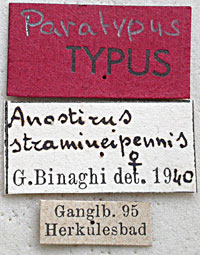 Paratypus
TYPUS
Anostirus
stramineipennis
♀
G. Binaghi det. 1940
Ganglb. 95
Herkulesbad